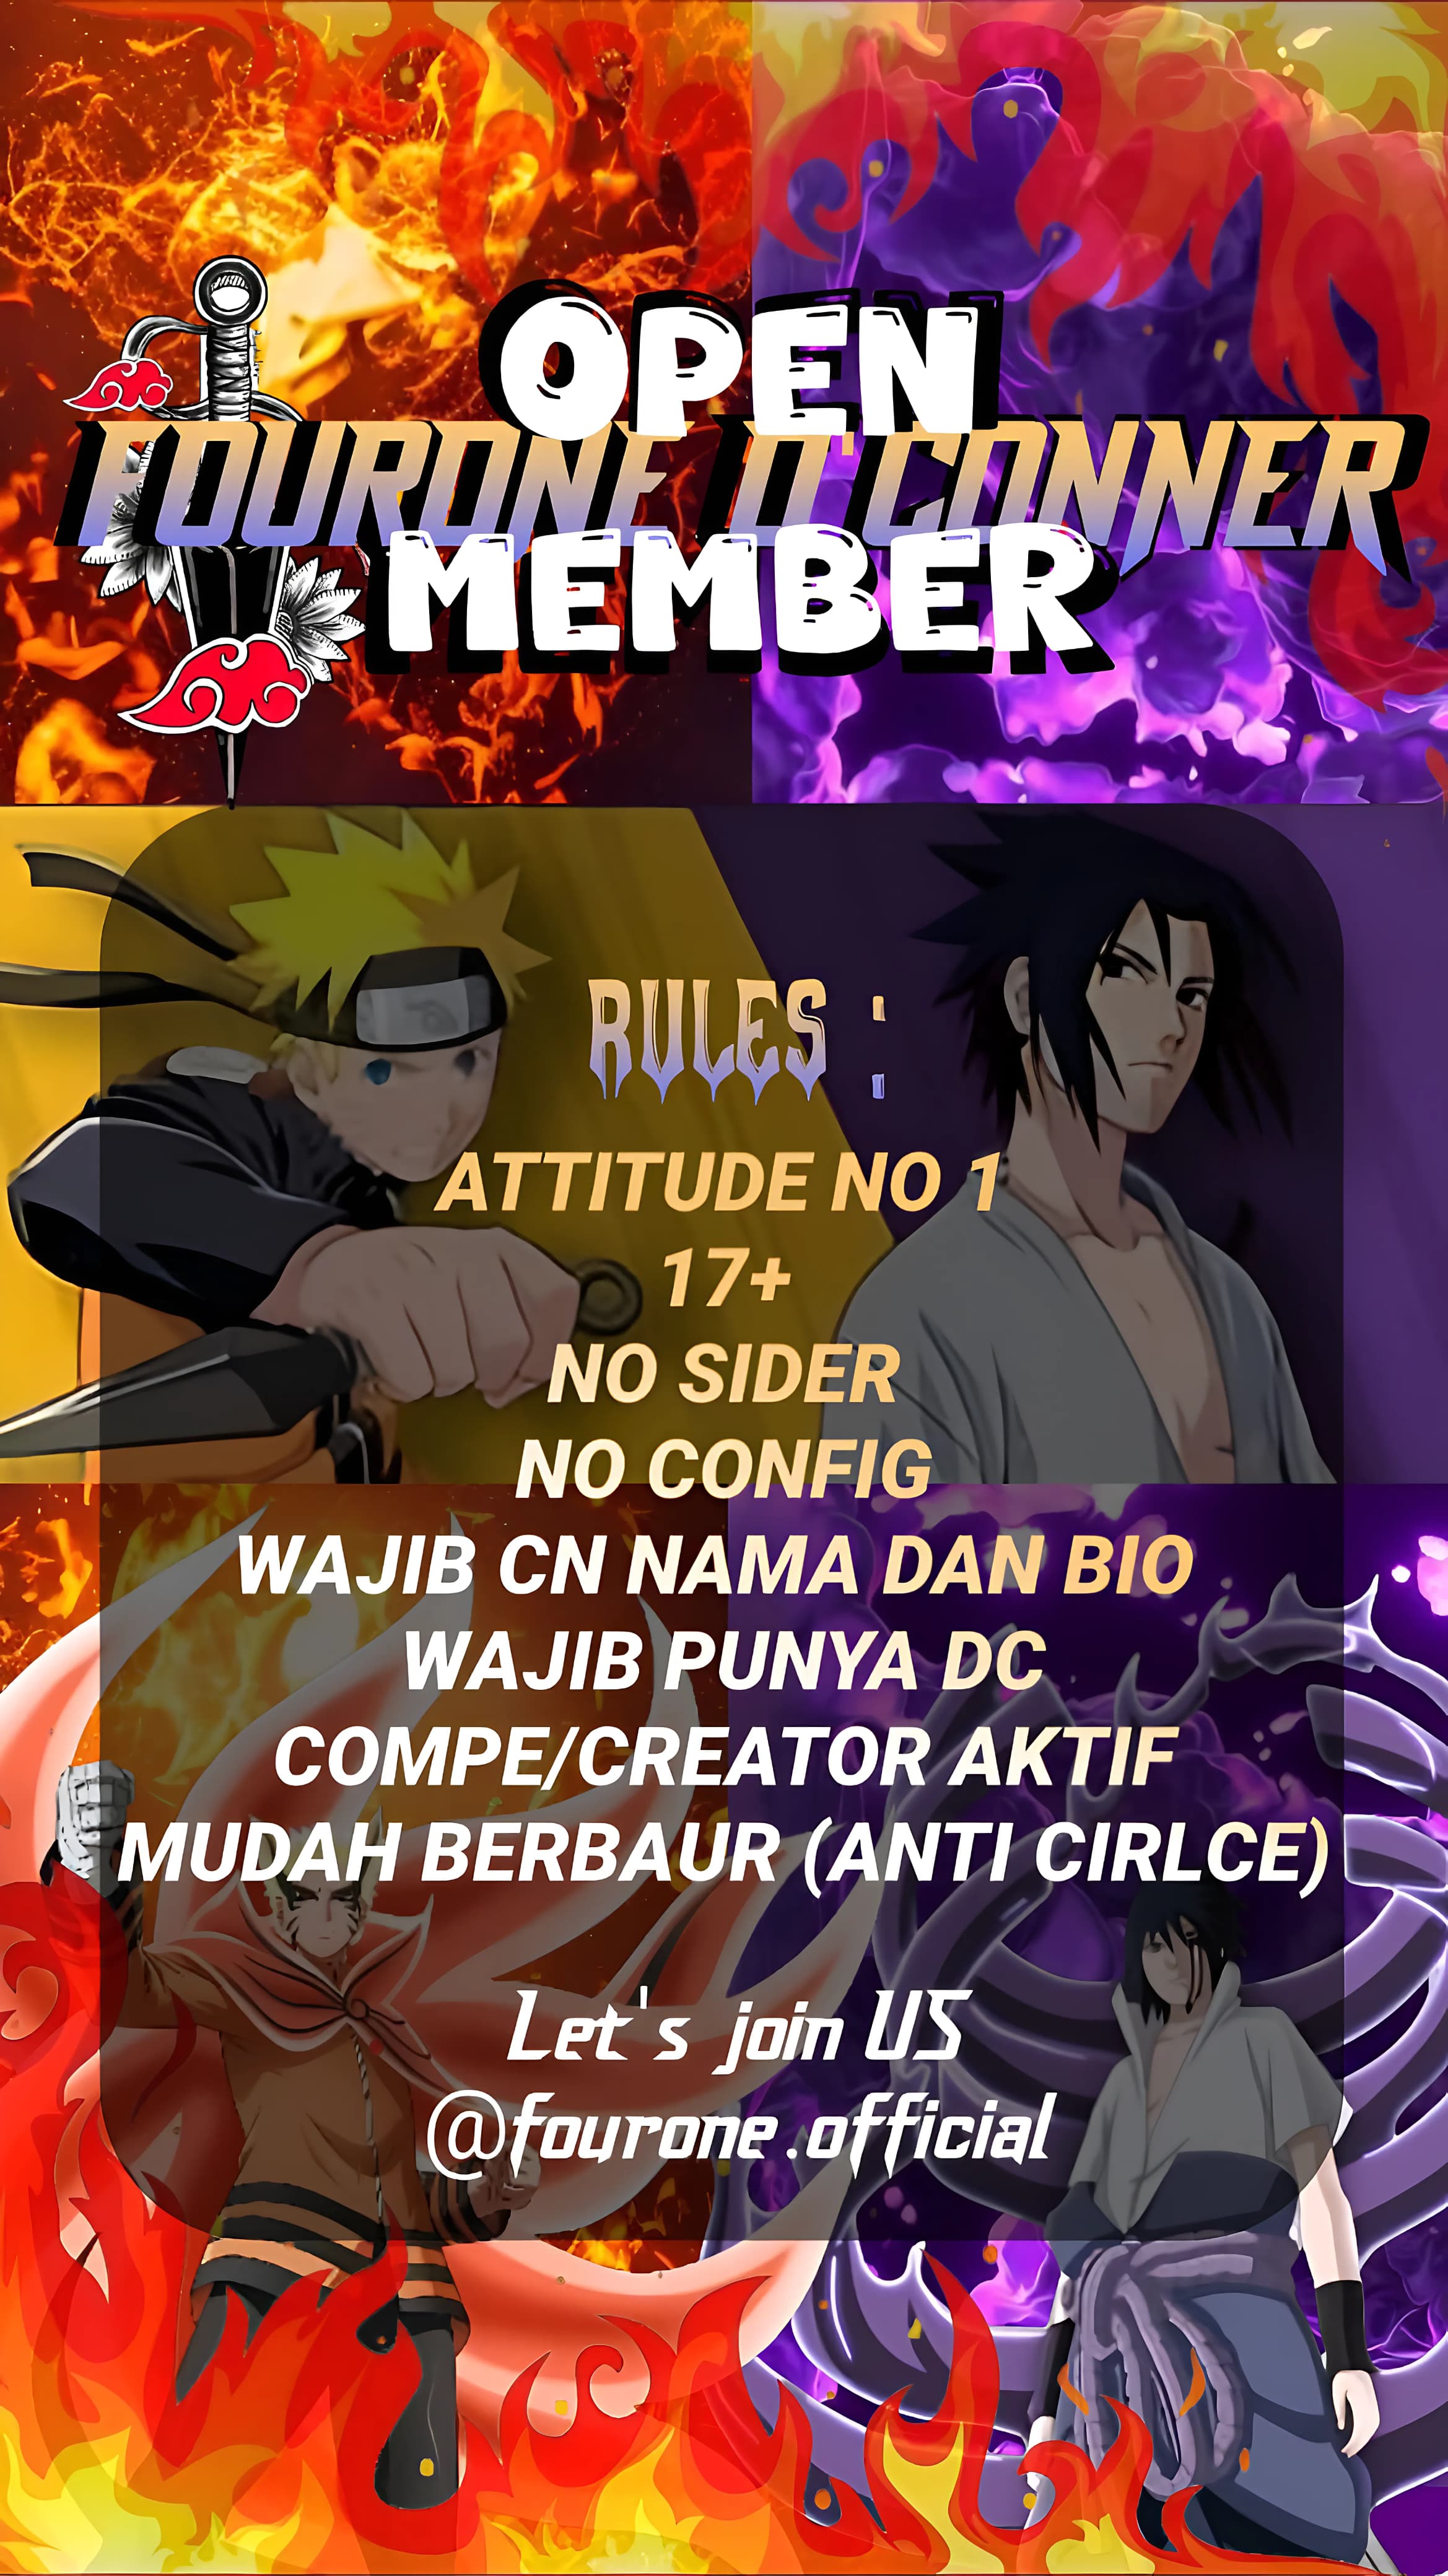 OPEN
FOURONE O'CONNER
MEMBER
RULES :
ATTITUDE NO 1
17+
NO SIDER
NO CONFIG
WAJIB CN NAMA DAN BIO
WAJIB PUNYA DC
COMPE/CREATOR AKTIF
MUDAH BERBAUR (ANTI CIRLCE)
Let's join US
@fourone.official